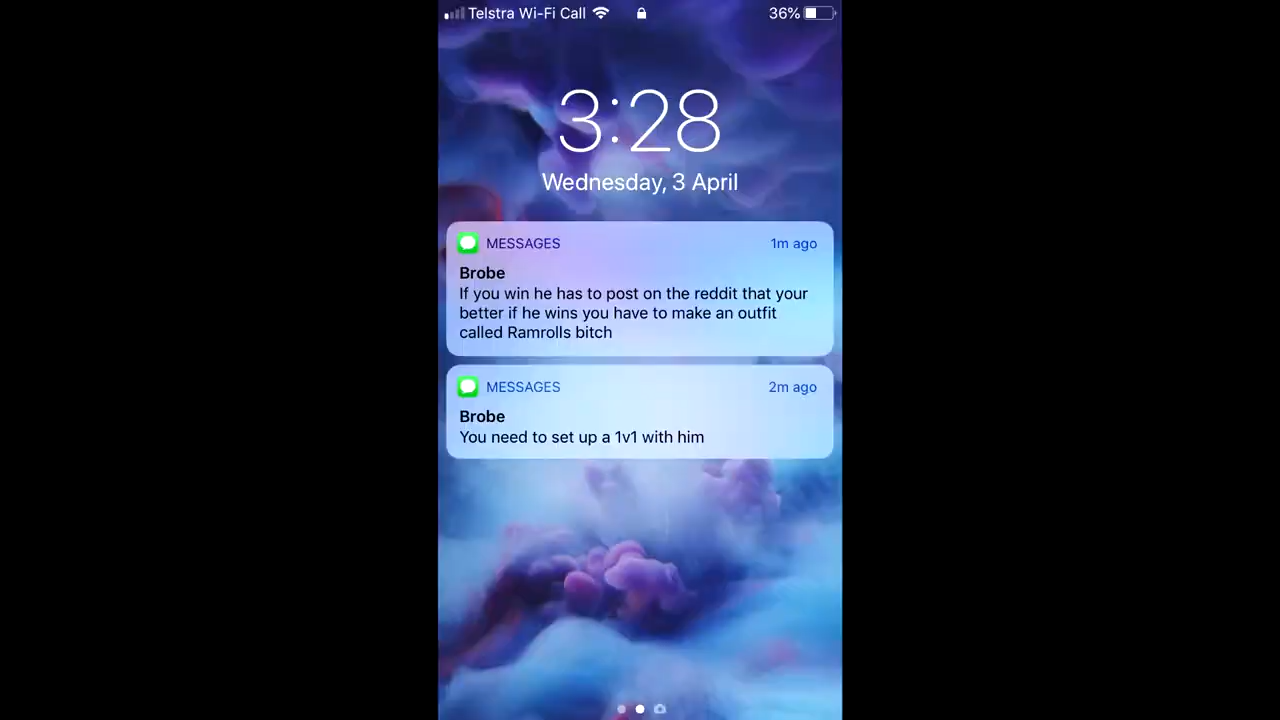 Telstra Wi-Fi Call 36%
3:28
Wednesday, 3 April
MESSAGES 1m ago
Brobe
If you win he has to post on the reddit that your
better if he wins you have to make an outfit
called Ramrolls bitch
MESSAGES 2m ago
Brobe
You need to set up a 1v1 with him